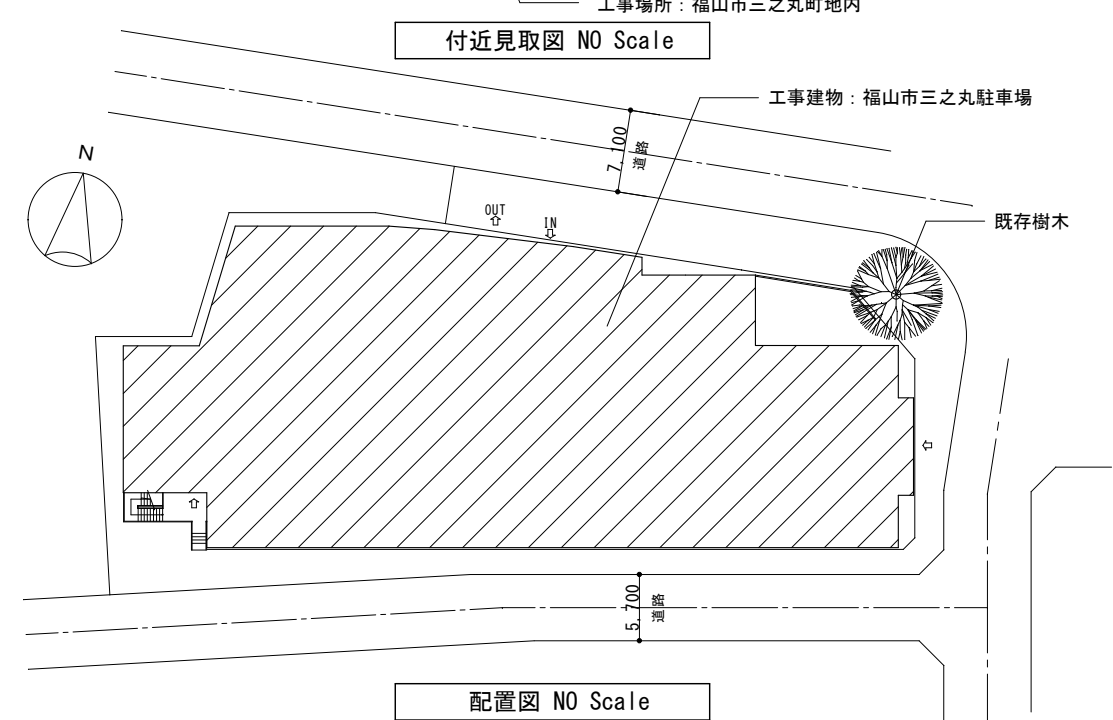 工事場所：福山市三之丸町地内
付近見取図 NO Scale
工事建物：福山市三之丸駐車場
7,100
道路
N
OUT
IN
既存樹木
5,700
道路
配置図 NO Scale